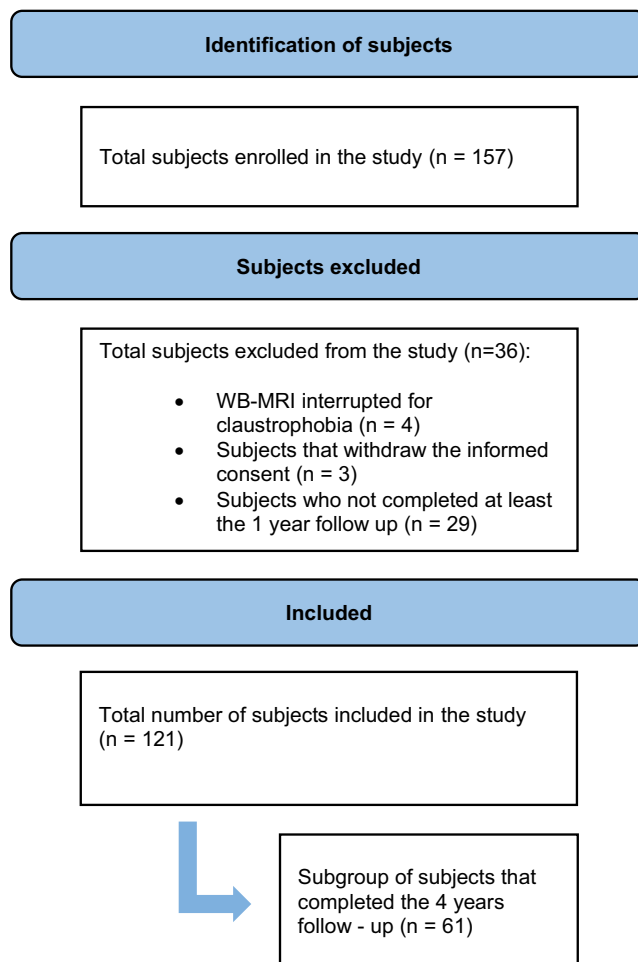 Identification of subjects
Total subjects enrolled in the study (n = 157)
Subjects excluded
Total subjects excluded from the study (n=36):
• WB-MRI interrupted for
claustrophobia (n = 4)
• Subjects that withdraw the informed
consent (n = 3)
• Subjects who not completed at least
the 1 year follow up (n = 29)
Included
Total number of subjects included in the study
(n = 121)
Subgroup of subjects that
completed the 4 years
follow - up (n = 61)